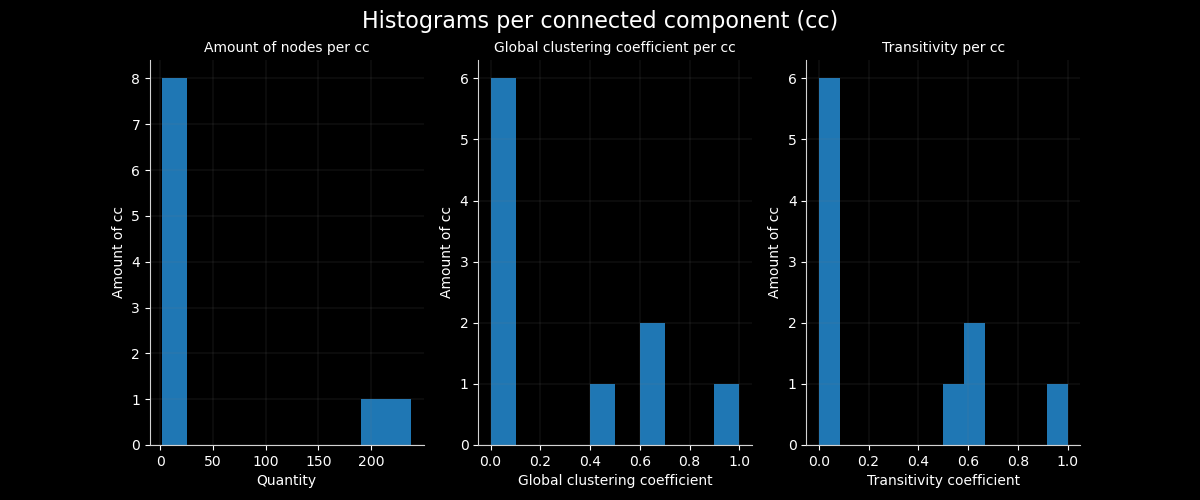 Histograms per connected component (cc)
Amount of nodes per cc
8
7
6
5
4
3
2
1
0
Amount of cc
0 50 100 150 200
Quantity
Global clustering coefficient per cc
6
5
4
3
2
1
0
Amount of cc
0.0 0.2 0.4 0.6 0.8 1.0
Global clustering coefficient
Transitivity per cc
6
5
4
3
2
1
0
Amount of cc
0.0 0.2 0.4 0.6 0.8 1.0
Transitivity coefficient